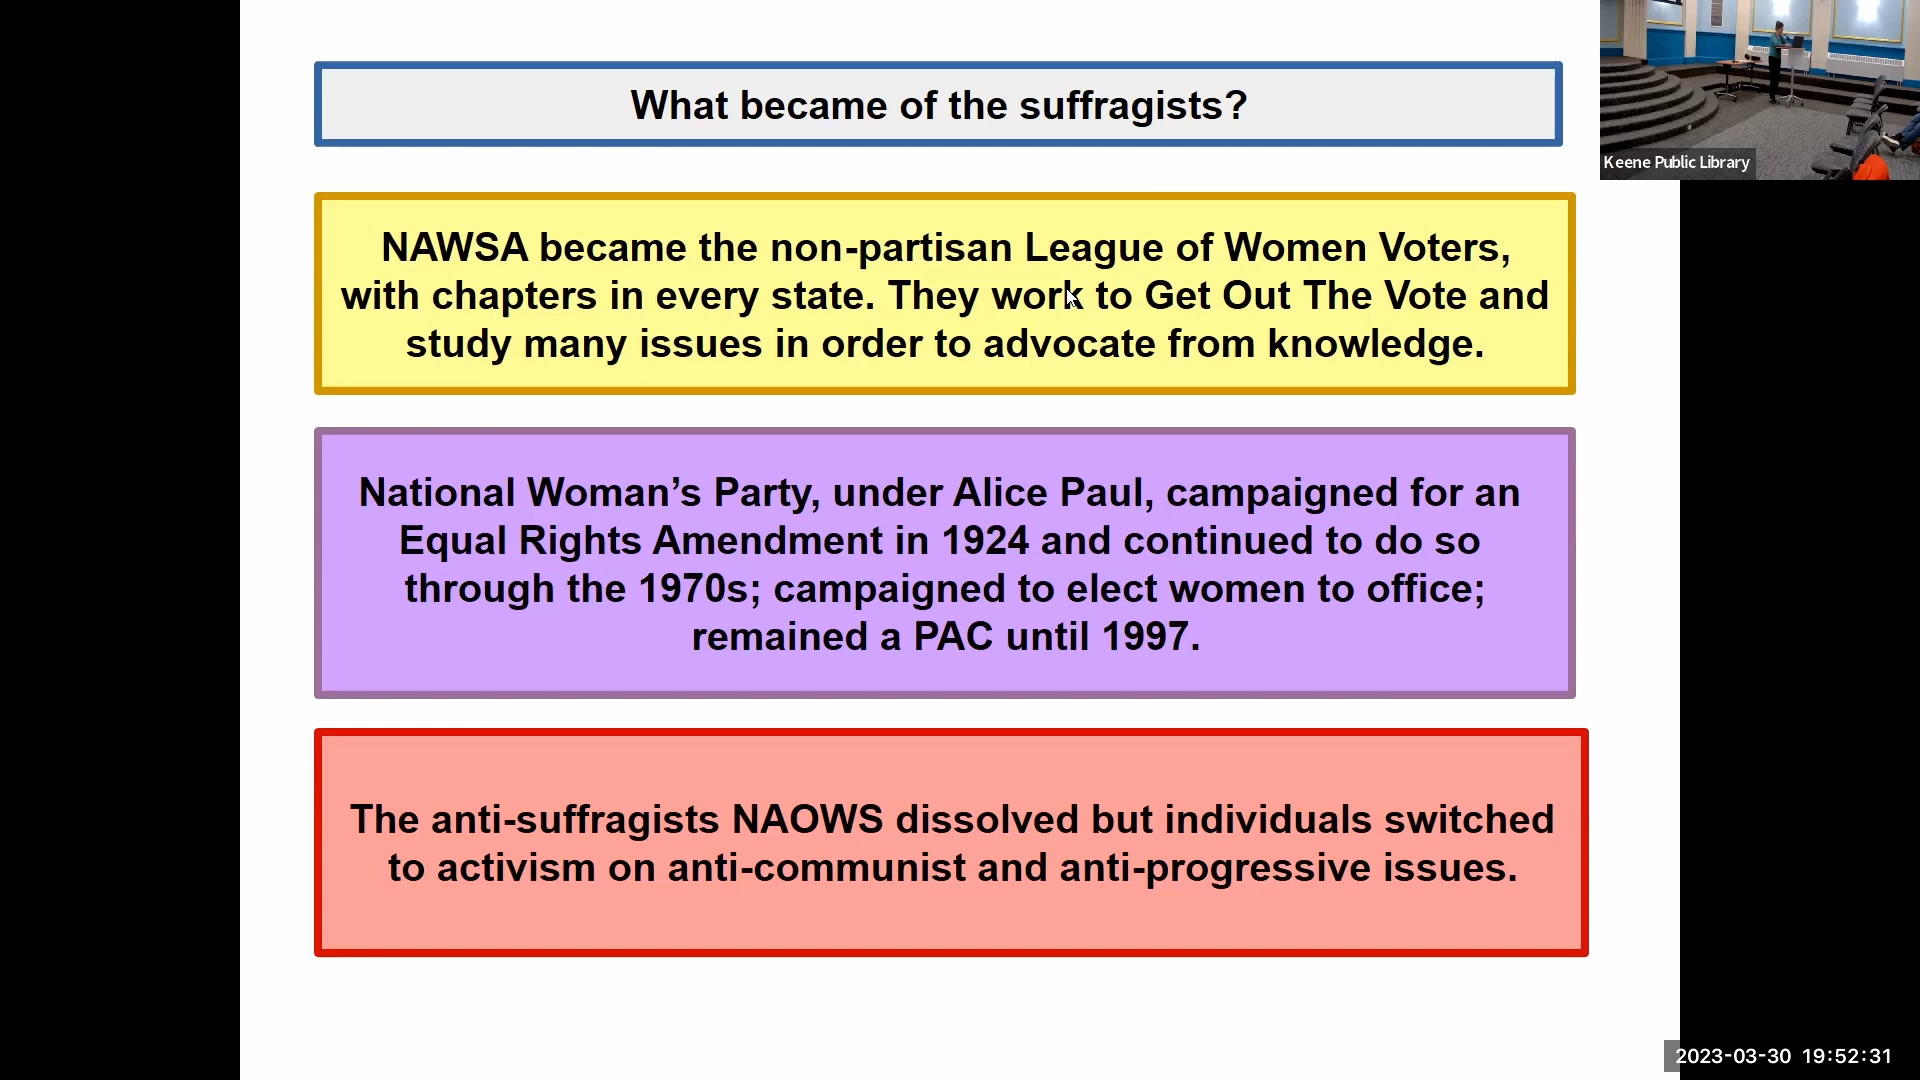 What became of the suffragists?
Keene Public Library
NAWSA became the non-partisan League of Women Voters,
with chapters in every state. They work to Get Out The Vote and
study many issues in order to advocate from knowledge.
National Woman’s Party, under Alice Paul, campaigned for an
Equal Rights Amendment in 1924 and continued to do so
through the 1970s; campaigned to elect women to office;
remained a PAC until 1997.
The anti-suffragists NAOWS dissolved but individuals switched
to activism on anti-communist and anti-progressive issues.
2023-03-30 19:52:31